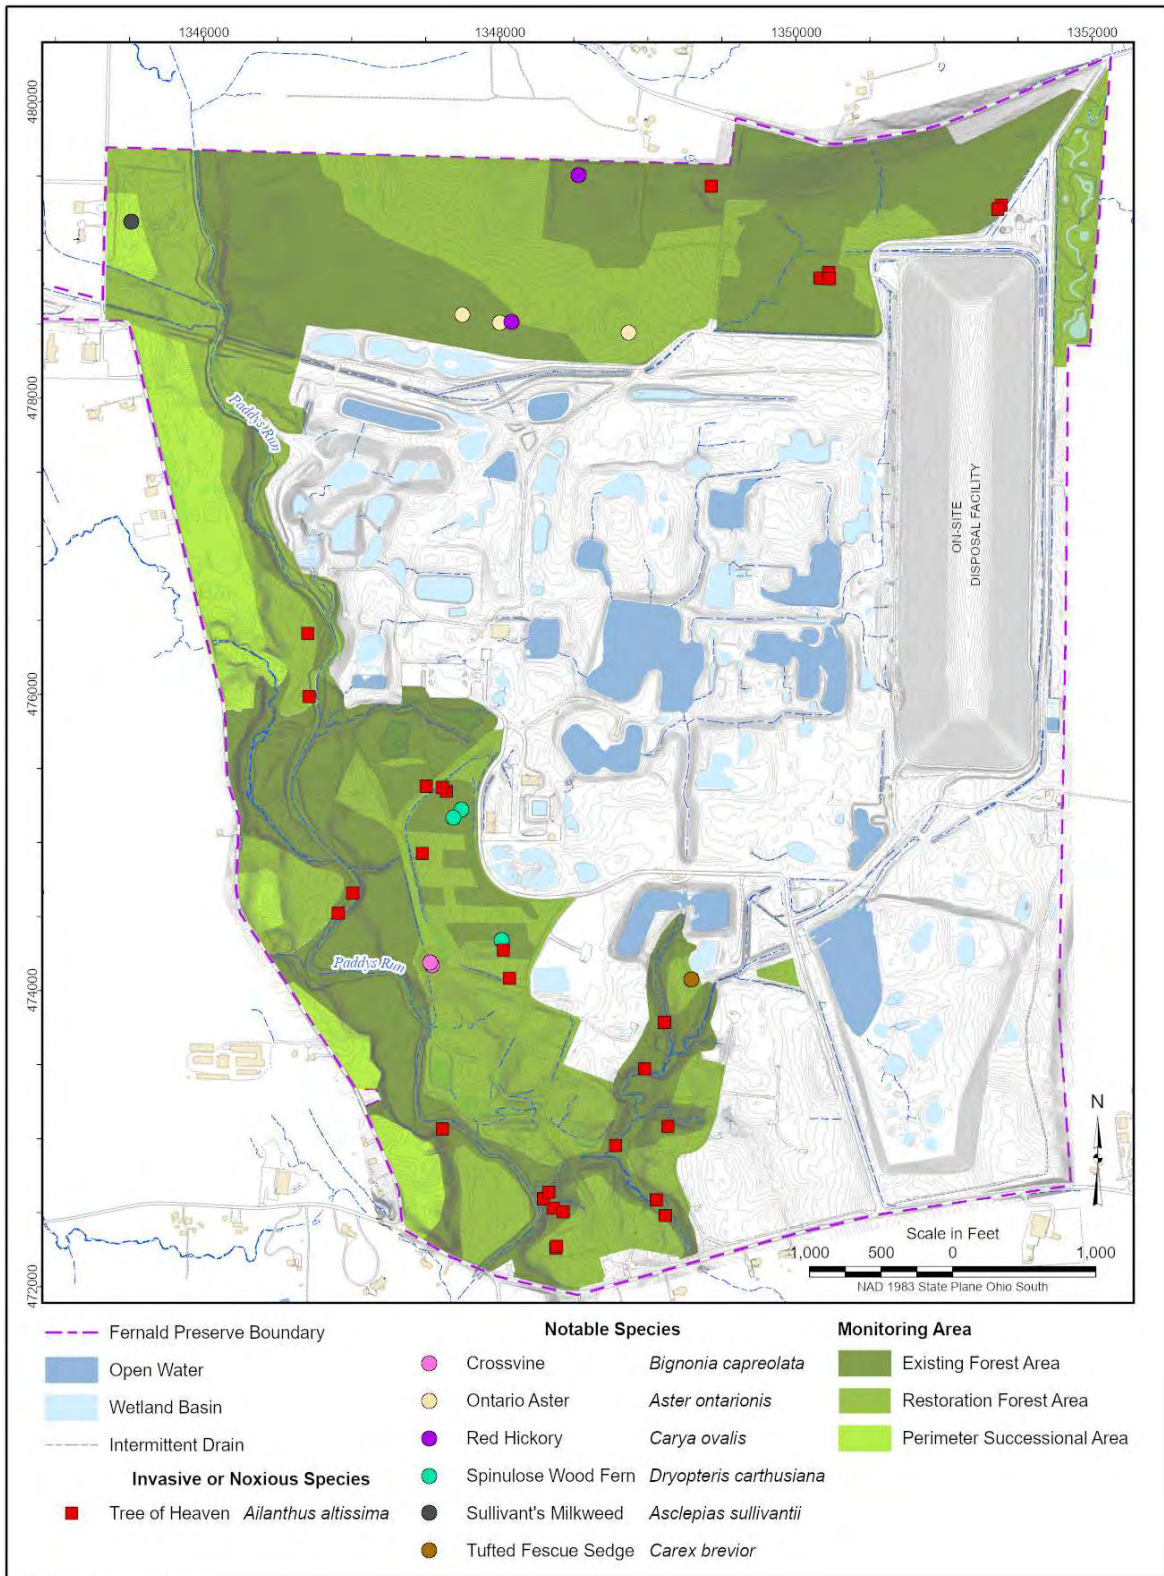 1346000 1348000 1350000 1352000
480000
478000
476000
474000
472000
Paddys Run
ON-SITE
DISPOSAL FACILITY
Paddys Run
N
Scale in Feet
1,000 500 0 1,000
NAD 1983 State Plane Ohio South
Fernald Preserve Boundary
Open Water
Wetland Basin
Intermittent Drain
Invasive or Noxious Species
Tree of Heaven Ailanthus altissima
Notable Species
Crossvine Bignonia capreolata
Ontario Aster Aster ontarionis
Red Hickory Carya ovalis
Spinulose Wood Fern Dryopteris carthusiana
Sullivant's Milkweed Asclepias sullivantii
Tufted Fescue Sedge Carex brevior
Monitoring Area
Existing Forest Area
Restoration Forest Area
Perimeter Successional Area